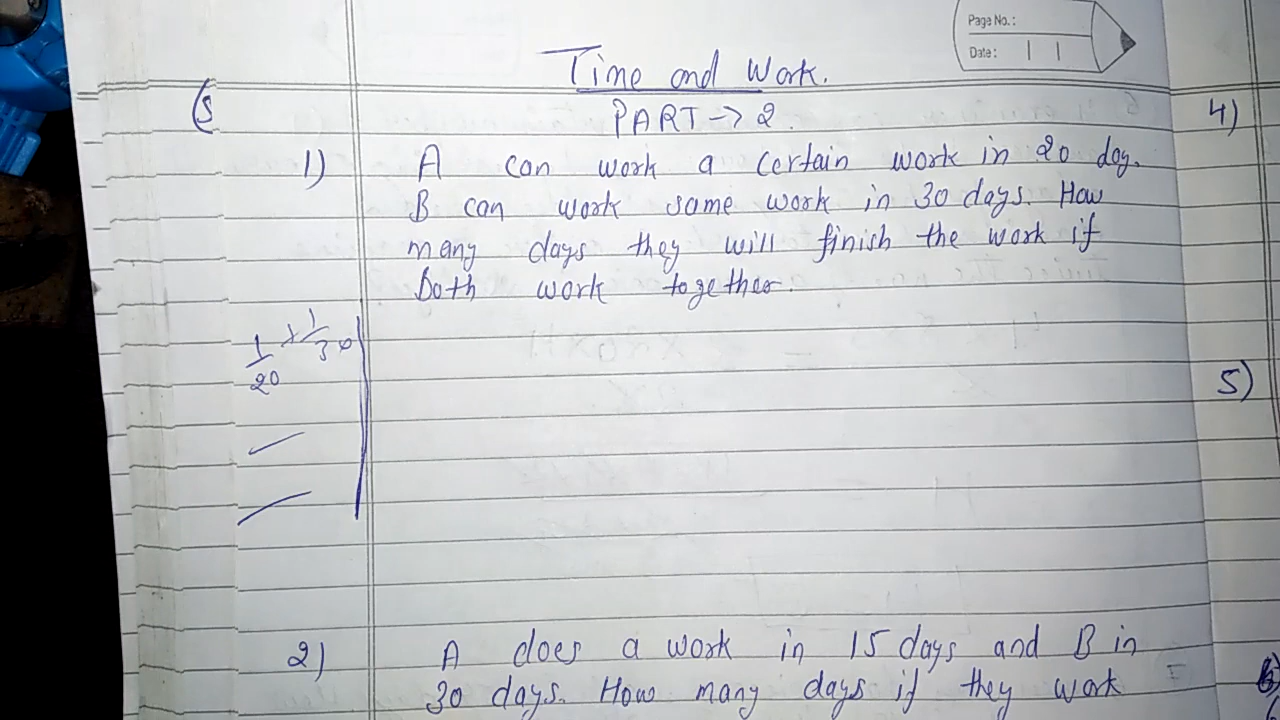 Page No.:
Date:
Time and Work.
PART → 2.
1) A can work a certain work in 20 day.
B can work same work in 30 days. How
many days they will finish the work if
both work together.
1/20 + 1/30
2) A does a work in 15 days and B in
30 days. How many days if they work
4)
5)